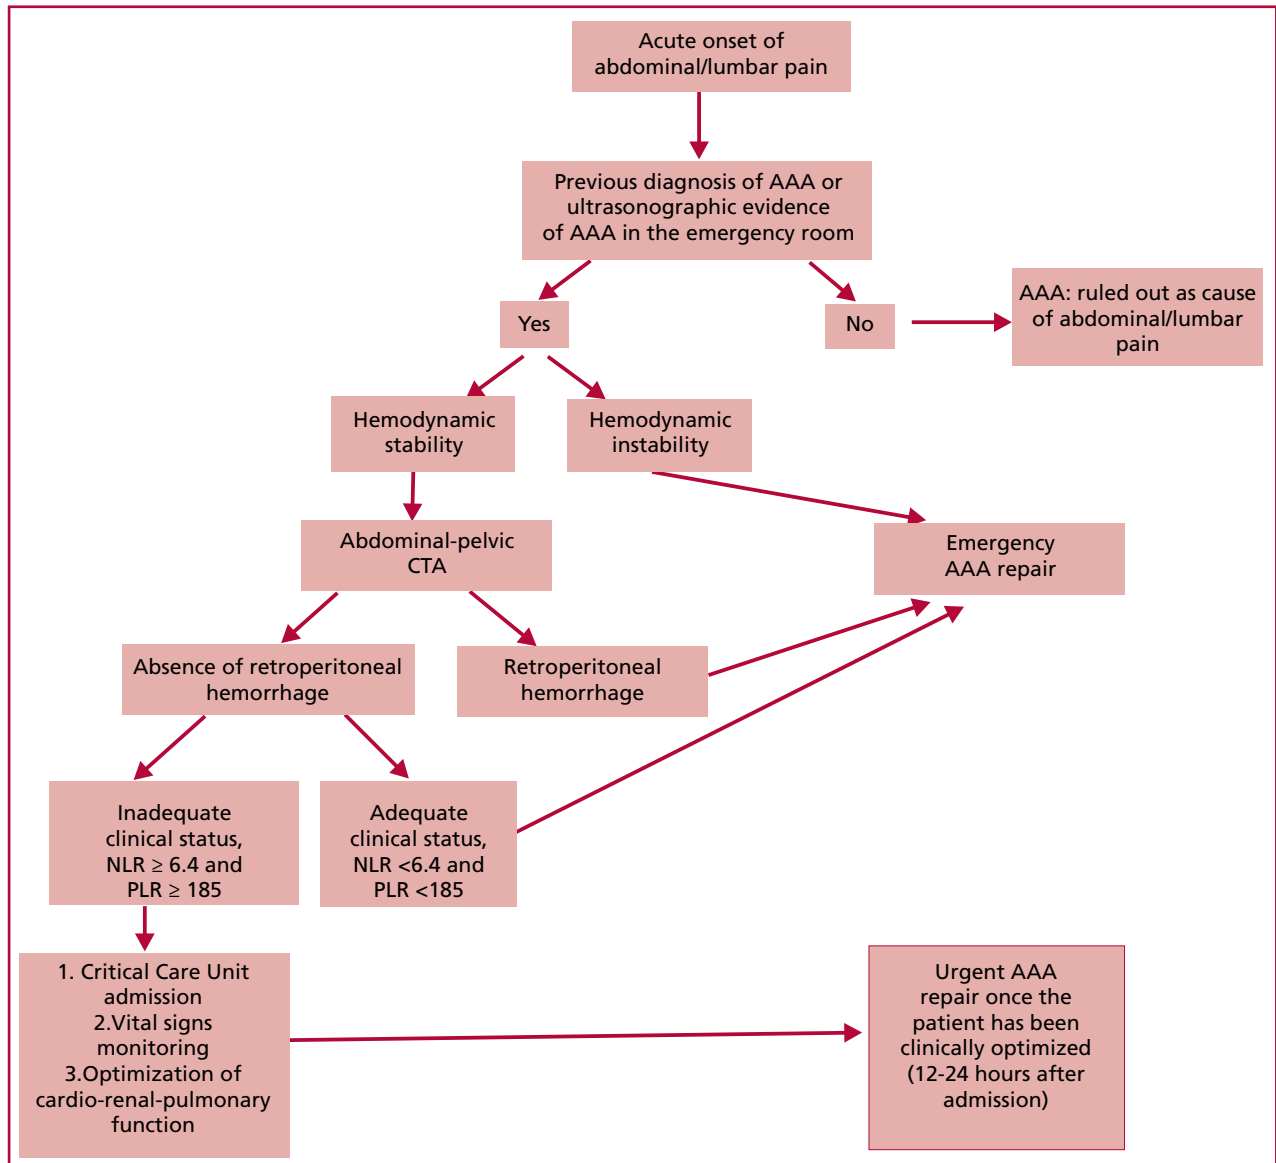 Acute onset of
abdominal/lumbar pain
Previous diagnosis of AAA or
ultrasonographic evidence
of AAA in the emergency room
Yes
No
AAA: ruled out as cause
of abdominal/lumbar
pain
Hemodynamic
stability
Hemodynamic
instability
Abdominal-pelvic
CTA
Emergency
AAA repair
Absence of retroperitoneal
hemorrhage
Retroperitoneal
hemorrhage
Inadequate
clinical status,
NLR ≥ 6.4 and
PLR ≥ 185
Adequate
clinical status,
NLR <6.4 and
PLR <185
1. Critical Care Unit
admission
2.Vital signs
monitoring
3.Optimization of
cardio-renal-pulmonary
function
Urgent AAA
repair once the
patient has been
clinically optimized
(12-24 hours after
admission)